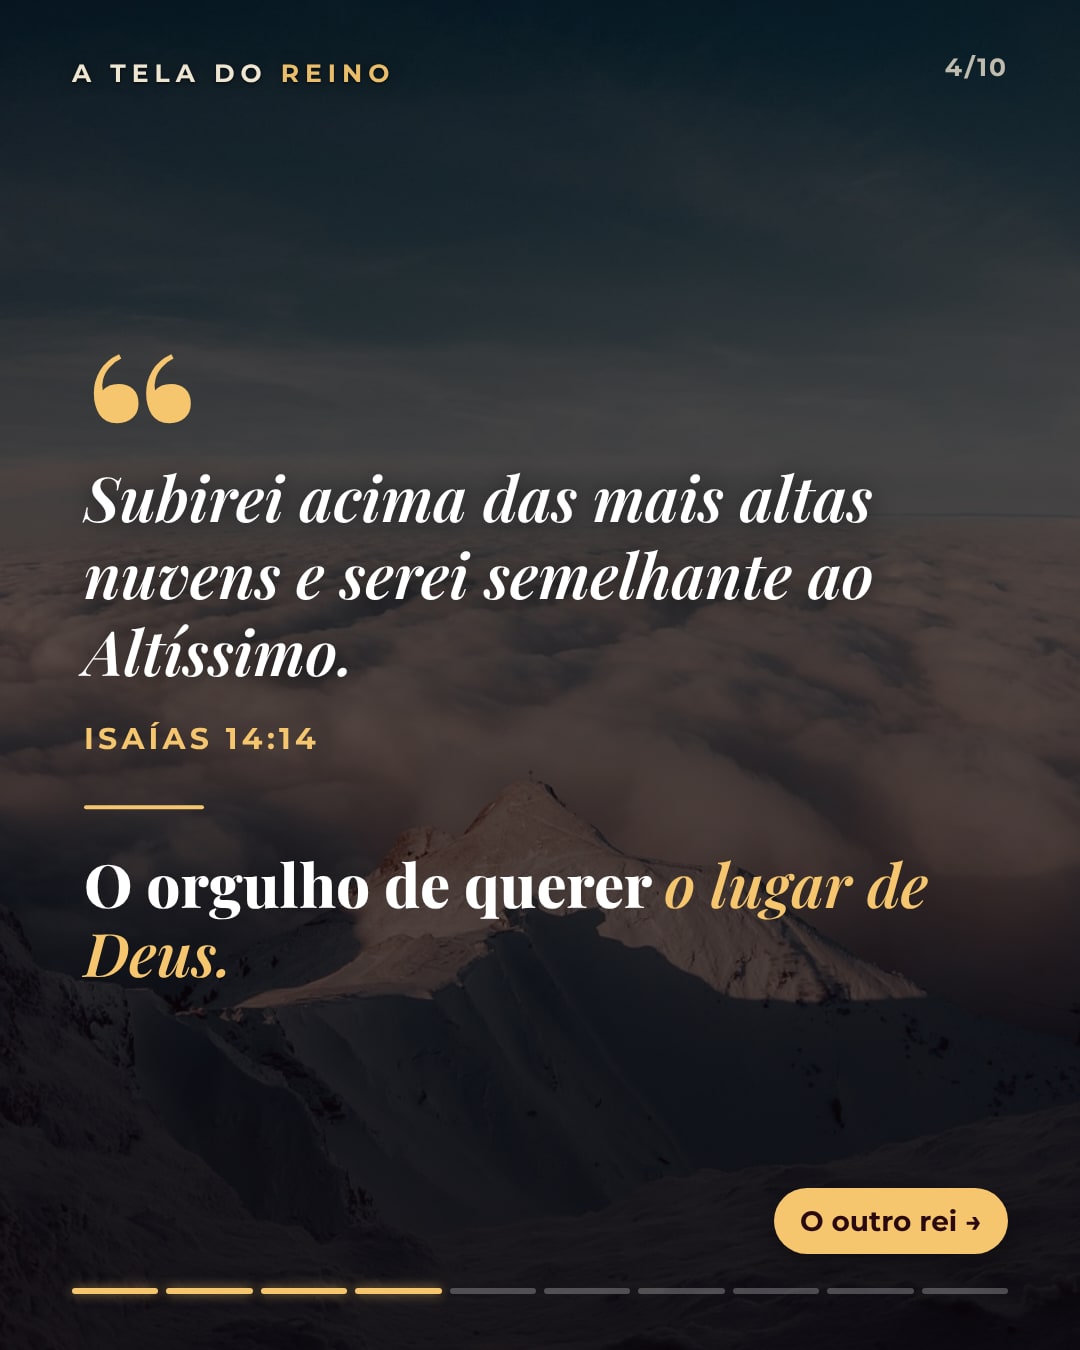 A TELA DO REINO
4/10
“
Subirei acima das mais altas
nuvens e serei semelhante ao
Altíssimo.
ISAÍAS 14:14
O orgulho de querer o lugar de
Deus.
O outro rei →